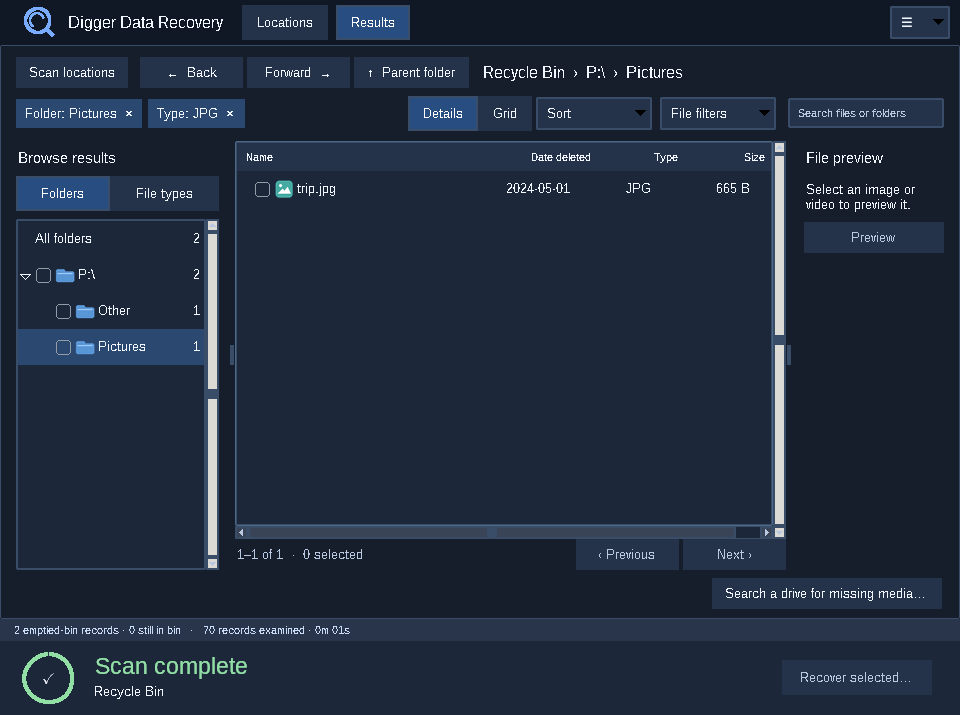 Digger Data Recovery Locations Results ☰
Scan locations ← Back Forward → ↑ Parent folder Recycle Bin › P:\ › Pictures
Folder: Pictures × Type: JPG × Details Grid Sort File filters Search files or folders
Browse results
Folders File types
All folders 2
P:\ 2
Other 1
Pictures 1
Name Date deleted Type Size
trip.jpg 2024-05-01 JPG 665 B
1–1 of 1 · 0 selected ‹ Previous Next ›
File preview
Select an image or
video to preview it.
Preview
Search a drive for missing media…
2 emptied-bin records · 0 still in bin · 70 records examined · 0m 01s
✓ Scan complete
Recycle Bin
Recover selected…